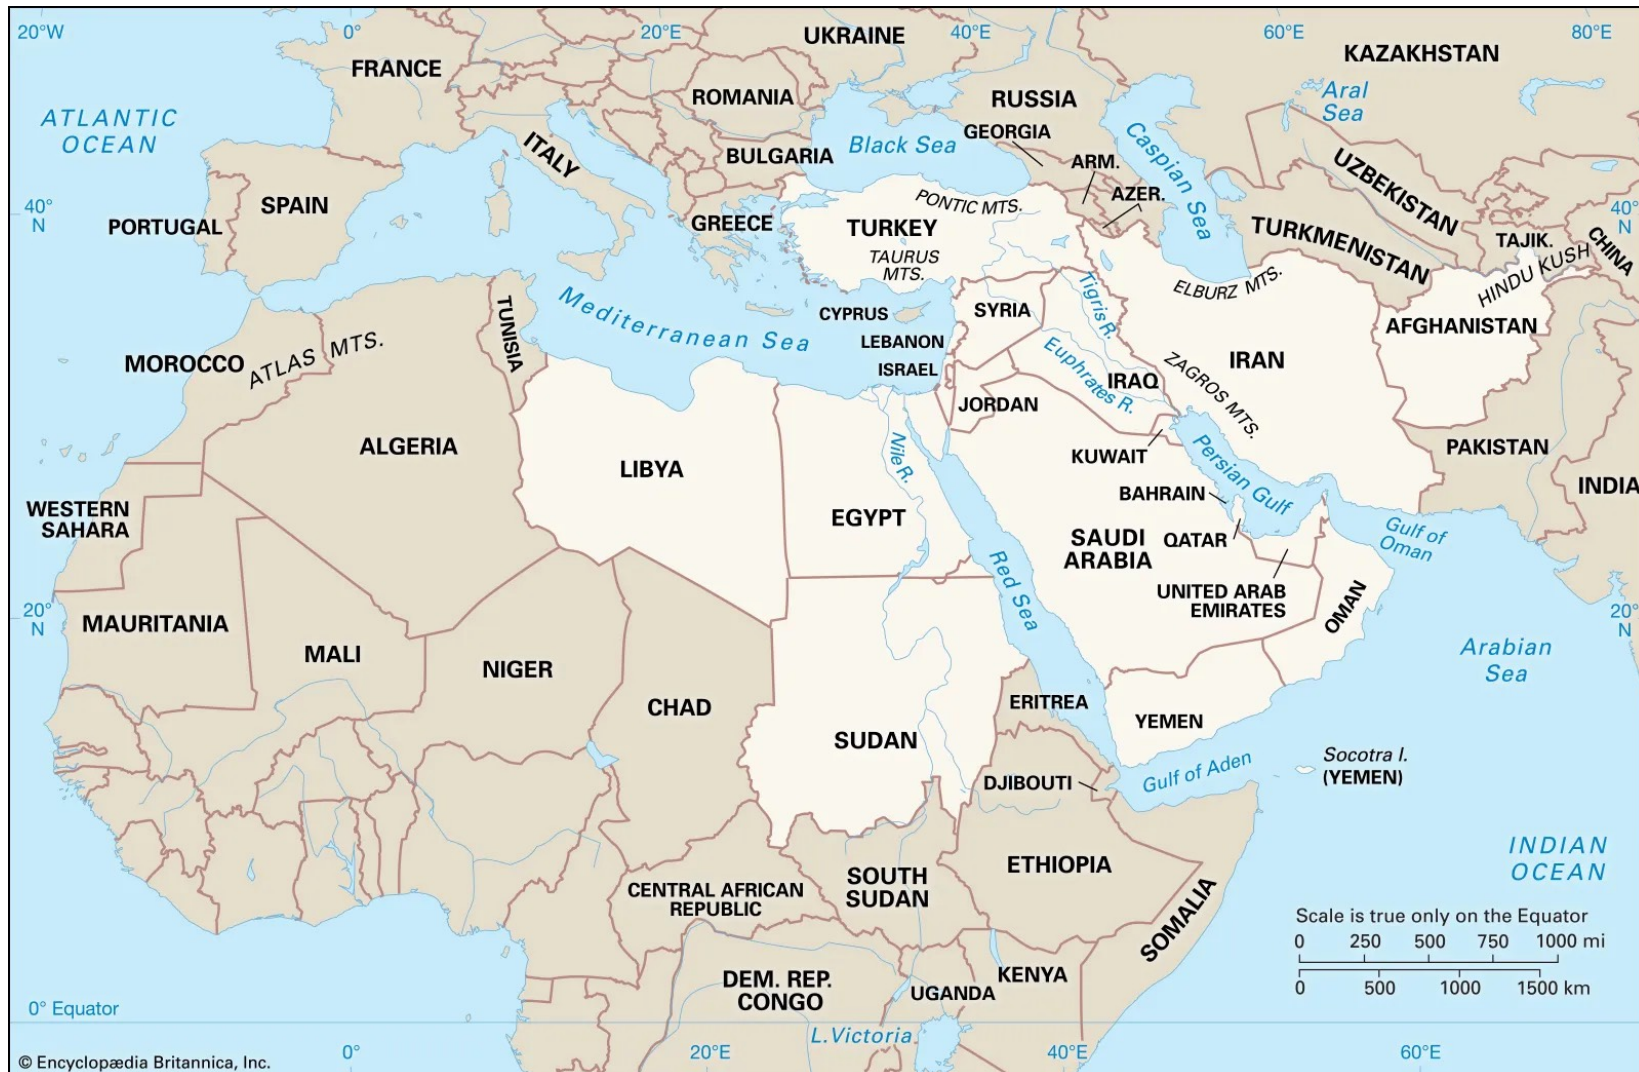 20°W
0°
20°E
40°E
60°E
80°E
UKRAINE
KAZAKHSTAN
FRANCE
ROMANIA
RUSSIA
Aral
Sea
ATLANTIC
OCEAN
ITALY
BULGARIA
Black Sea
GEORGIA
Caspian Sea
ARM.
AZER.
UZBEKISTAN
40°
N
PORTUGAL
SPAIN
GREECE
TURKEY
PONTIC MTS.
TAURUS
MTS.
TURKMENISTAN
TAJIK.
CHINA
40°
N
HINDU KUSH
ELBURZ MTS.
TUNISIA
Mediterranean Sea
CYPRUS
LEBANON
ISRAEL
SYRIA
Tigris R.
Euphrates R.
IRAQ
ZAGROS MTS.
IRAN
AFGHANISTAN
MOROCCO
ATLAS MTS.
JORDAN
ALGERIA
LIBYA
Nile R.
EGYPT
KUWAIT
Persian Gulf
BAHRAIN
PAKISTAN
INDIA
WESTERN
SAHARA
SAUDI
ARABIA
QATAR
Gulf of
Oman
UNITED ARAB
EMIRATES
OMAN
Red Sea
20°
N
MAURITANIA
MALI
NIGER
CHAD
SUDAN
ERITREA
YEMEN
Arabian
Sea
20°
N
DJIBOUTI
Gulf of Aden
Socotra I.
(YEMEN)
CENTRAL AFRICAN
REPUBLIC
SOUTH
SUDAN
ETHIOPIA
SOMALIA
INDIAN
OCEAN
Scale is true only on the Equator
0 250 500 750 1000 mi
0 500 1000 1500 km
DEM. REP.
CONGO
UGANDA
KENYA
0° Equator
L.Victoria
© Encyclopædia Britannica, Inc.
0°
20°E
40°E
60°E